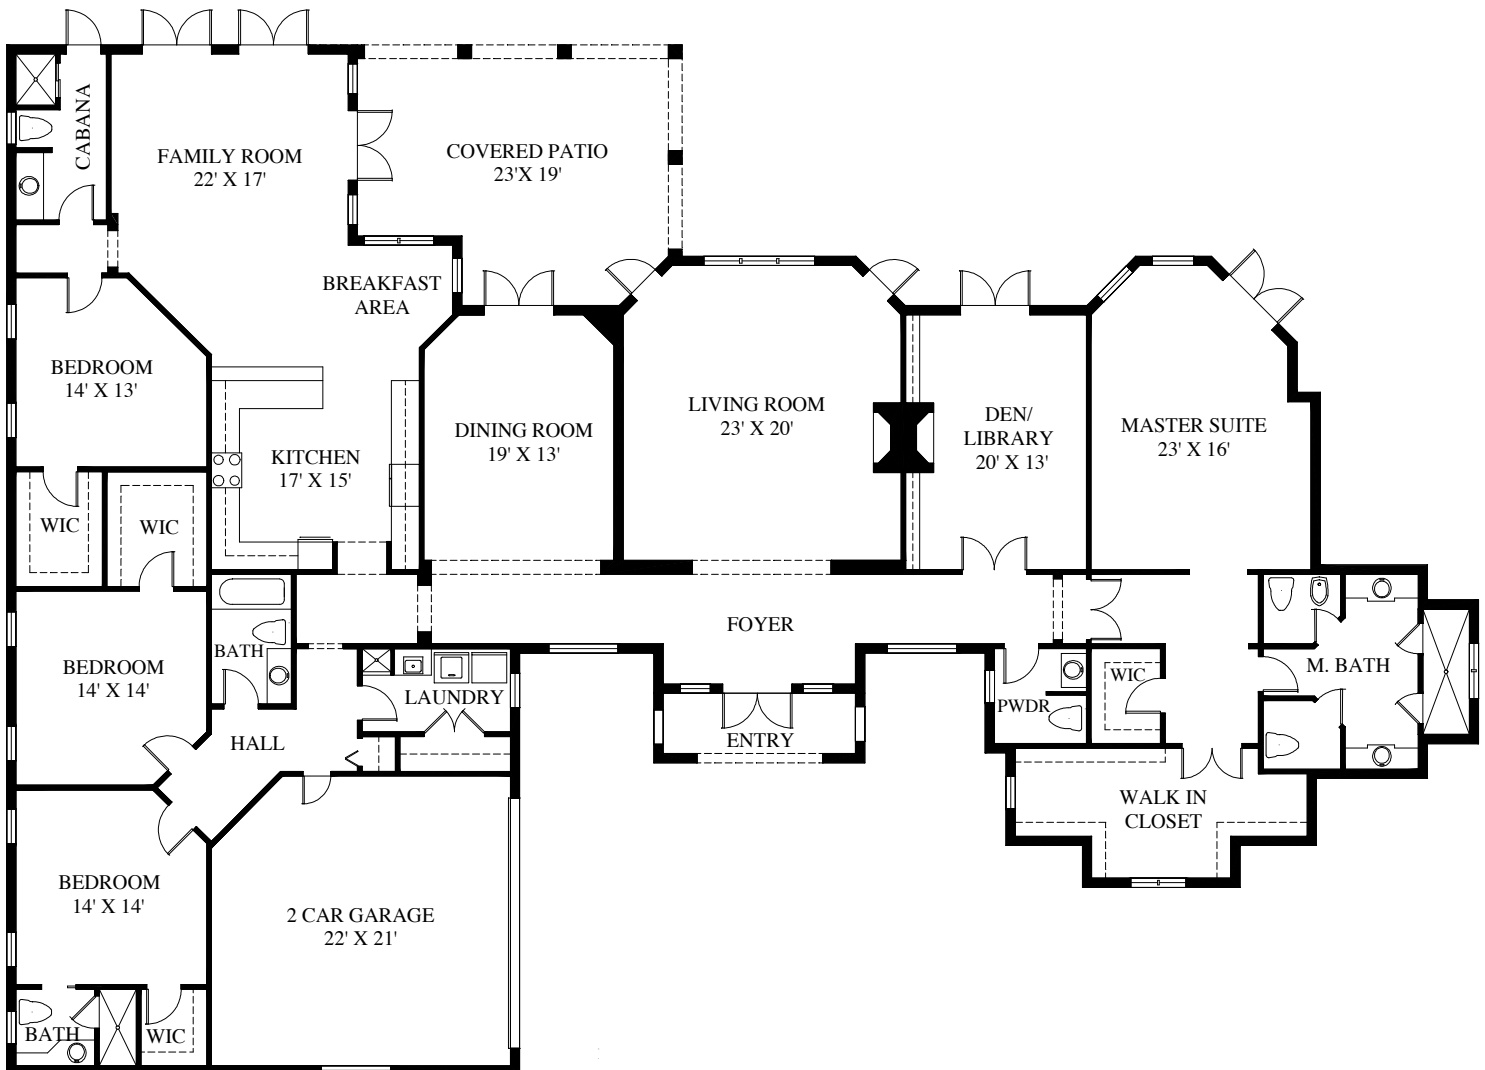 CABANA
FAMILY ROOM
22' X 17'
COVERED PATIO
23'X 19'
BREAKFAST
AREA
BEDROOM
14' X 13'
KITCHEN
17' X 15'
DINING ROOM
19' X 13'
LIVING ROOM
23' X 20'
DEN/
LIBRARY
20' X 13'
MASTER SUITE
23' X 16'
WIC
WIC
FOYER
BATH
BEDROOM
14' X 14'
LAUNDRY
HALL
ENTRY
PWDR
WIC
M. BATH
WALK IN
CLOSET
BEDROOM
14' X 14'
2 CAR GARAGE
22' X 21'
BATH
WIC